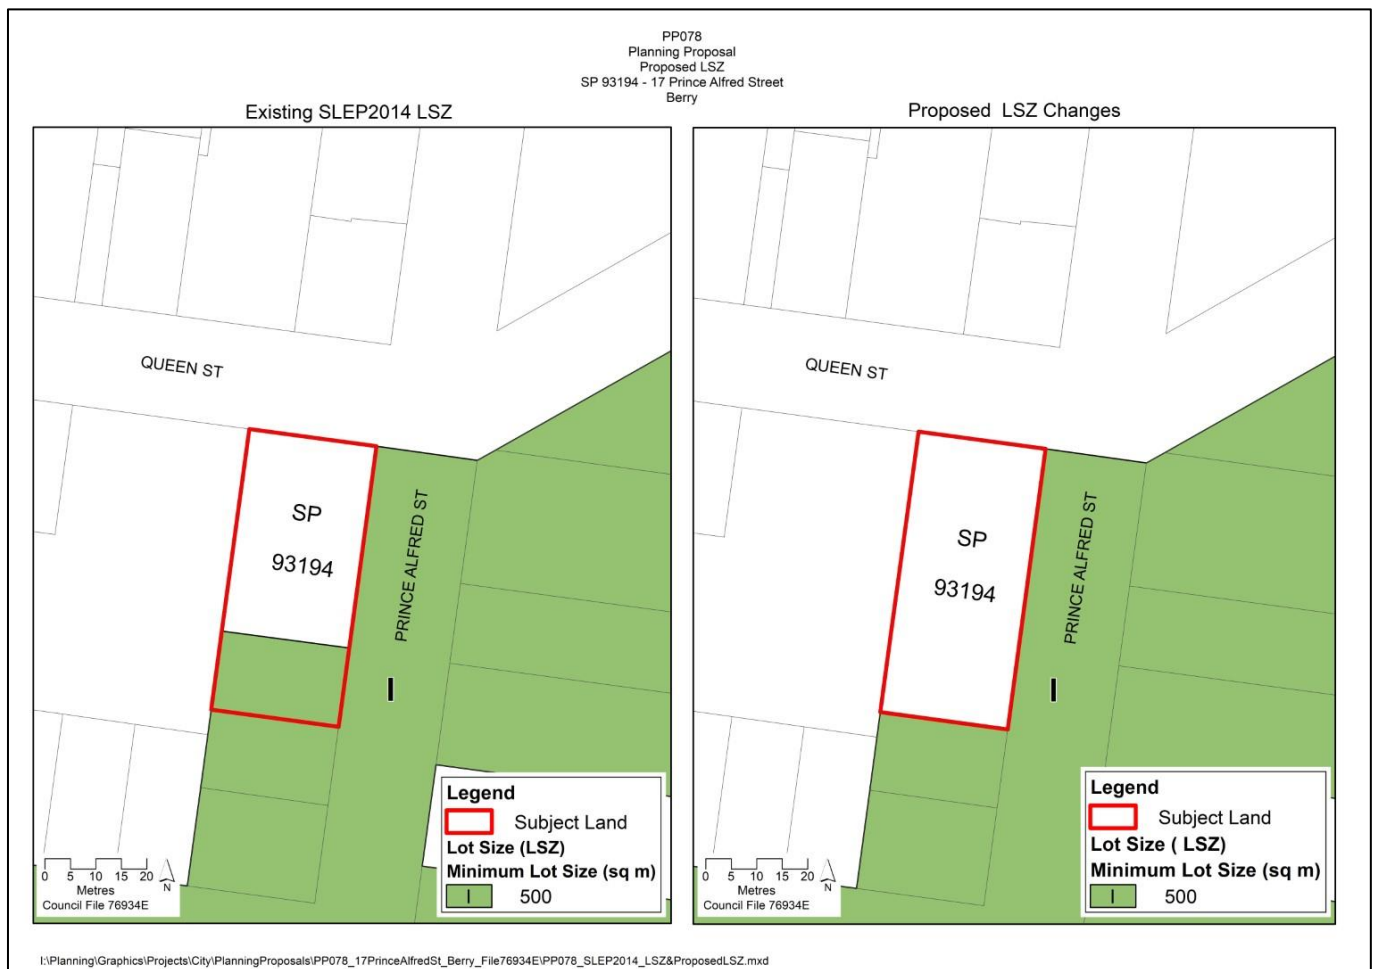 PP078
Planning Proposal
Proposed LSZ
SP 93194 - 17 Prince Alfred Street
Berry
Existing SLEP2014 LSZ
QUEEN ST
SP
93194
PRINCE ALFRED ST
I
Legend
Subject Land
Lot Size (LSZ)
Minimum Lot Size (sq m)
I 500
0 5 10 15 20
Metres
N
Council File 76934E
Proposed LSZ Changes
QUEEN ST
SP
93194
PRINCE ALFRED ST
I
Legend
Subject Land
Lot Size ( LSZ)
Minimum Lot Size (sq m)
I 500
0 5 10 15 20
Metres
N
Council File 76934E
I:\Planning\Graphics\Projects\City\PlanningProposals\PP078_17PrinceAlfredSt_Berry_File76934E\PP078_SLEP2014_LSZ&ProposedLSZ.mxd